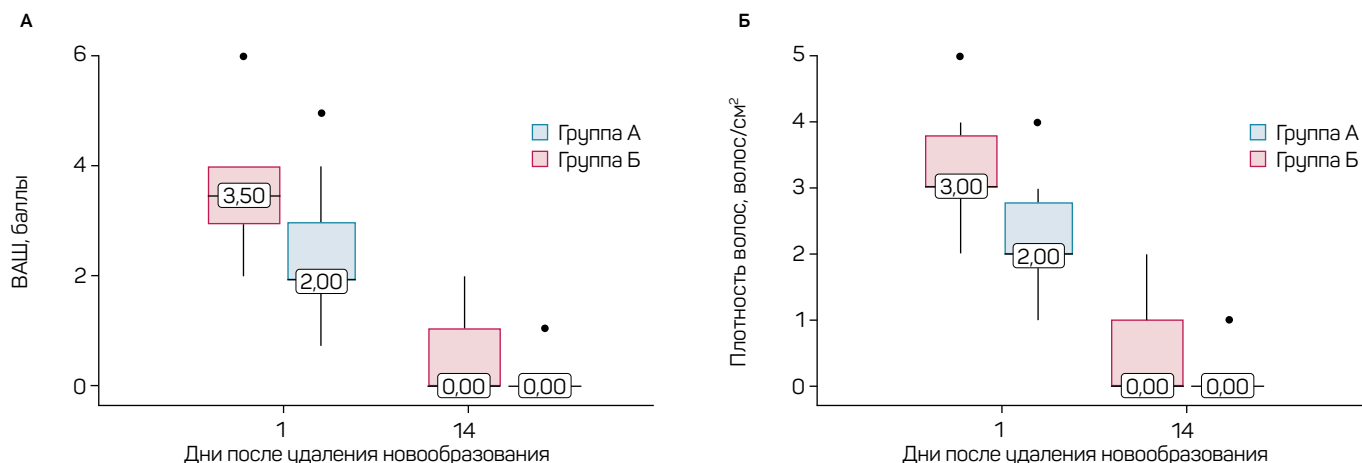 А
ВАШ, баллы
6
4
2
0
3,50
2,00
0,00
0,00
Группа А
Группа Б
1
14
Дни после удаления новообразования
Б
Плотность волос, волос/см²
5
4
3
2
1
0
3,00
2,00
0,00
0,00
Группа А
Группа Б
1
14
Дни после удаления новообразования